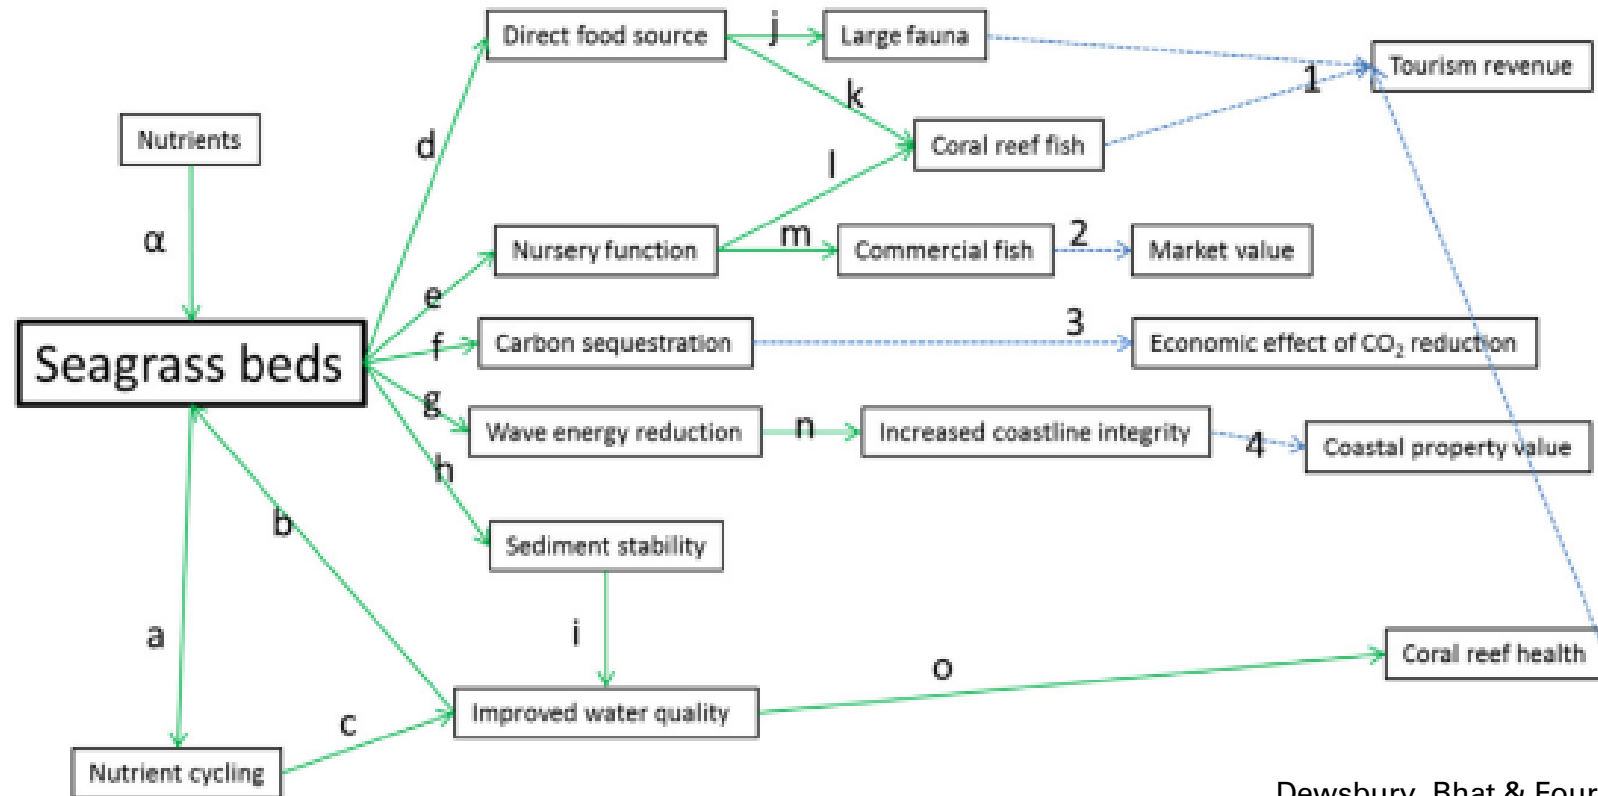 Direct food source
j
Large fauna
Tourism revenue
1
k
Nutrients
d
Coral reef fish
l
α
Nursery function
m
Commercial fish
2
Market value
e
Seagrass beds
f
Carbon sequestration
3
Economic effect of CO₂ reduction
g
Wave energy reduction
n
Increased coastline integrity
4
Coastal property value
h
b
Sediment stability
a
i
o
Coral reef health
c
Improved water quality
Nutrient cycling
Dewsbury, Bhat &